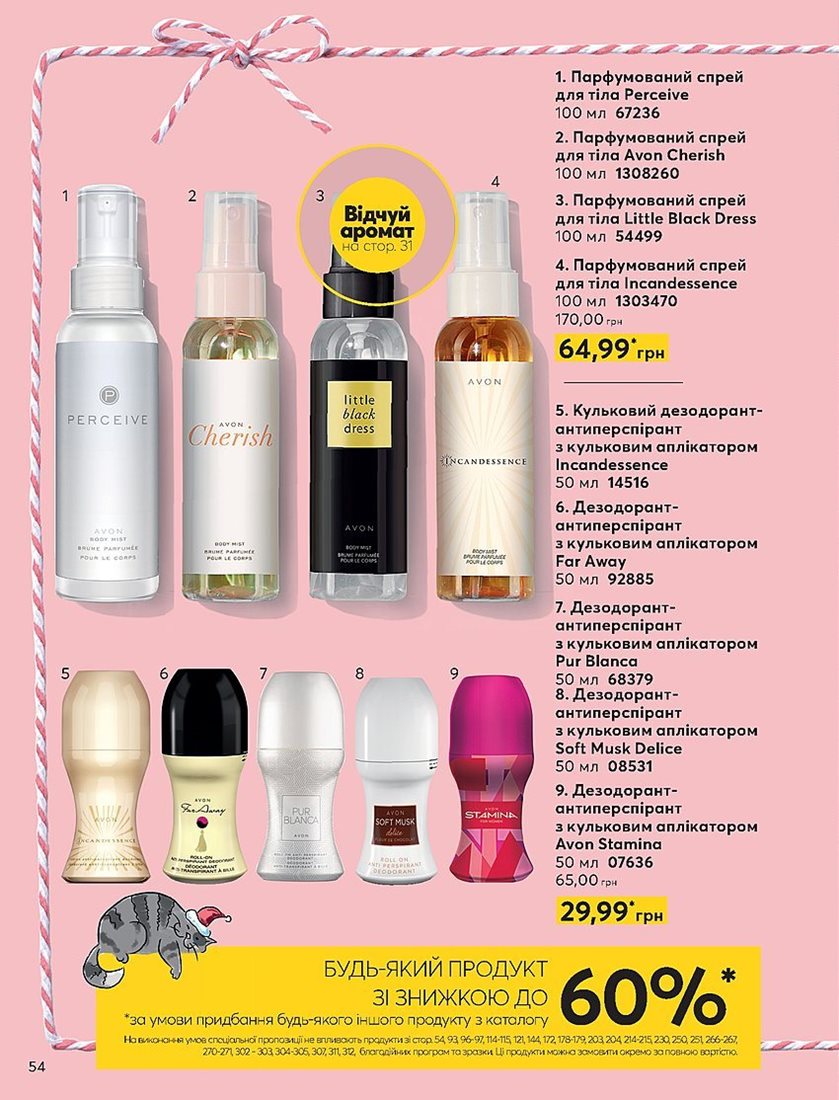 1
2
3
4
Відчуй
аромат
на стор. 31
PERCEIVE
AVON
BODY MIST
BRUME PARFUMÉE
POUR LE CORPS
AVON
Cherish
BODY MIST
BRUME PARFUMÉE
POUR LE CORPS
little
black
dress
AVON
BODY MIST
BRUME PARFUMÉE
POUR LE CORPS
AVON
INCANDESSENCE
BODY MIST
BRUME PARFUMÉE
POUR LE CORPS
1. Парфумований спрей
для тіла Perceive
100 мл 67236
2. Парфумований спрей
для тіла Avon Cherish
100 мл 1308260
3. Парфумований спрей
для тіла Little Black Dress
100 мл 54499
4. Парфумований спрей
для тіла Incandessence
100 мл 1303470
170,00 грн
64,99* грн
5. Кульковий дезодорант-
антиперспірант
з кульковим аплікатором
Incandessence
50 мл 14516
6. Дезодорант-
антиперспірант
з кульковим аплікатором
Far Away
50 мл 92885
7. Дезодорант-
антиперспірант
з кульковим аплікатором
Pur Blanca
50 мл 68379
8. Дезодорант-
антиперспірант
з кульковим аплікатором
Soft Musk Delice
50 мл 08531
9. Дезодорант-
антиперспірант
з кульковим аплікатором
Avon Stamina
50 мл 07636
65,00 грн
29,99* грн
5
6
7
8
9
AVON
INCANDESSENCE
AVON
Far Away
ROLL-ON
ANTI-PERSPIRANT DEODORANT
DÉODORANT
ANTI-TRANSPIRANT À BILLE
PUR
BLANCA
AVON
AVON
SOFT MUSK
delice
ROLL ON
ANTI PERSPIRANT
DEODORANT
AVON
STAMINA
FOR WOMEN
БУДЬ-ЯКИЙ ПРОДУКТ
ЗІ ЗНИЖКОЮ ДО 60%*
*за умови придбання будь-якого іншого продукту з каталогу
На виконання умов спеціальної пропозиції не впливають продукти зі стор. 54, 93, 96-97, 114-115, 121, 144, 172, 178-179, 203, 204, 214-215, 230, 250, 251, 266-267,
270-271, 302 - 303, 304-305, 307, 311, 312, благодійних програм та зразки. Ці продукти можна замовити окремо за повною вартістю.
54